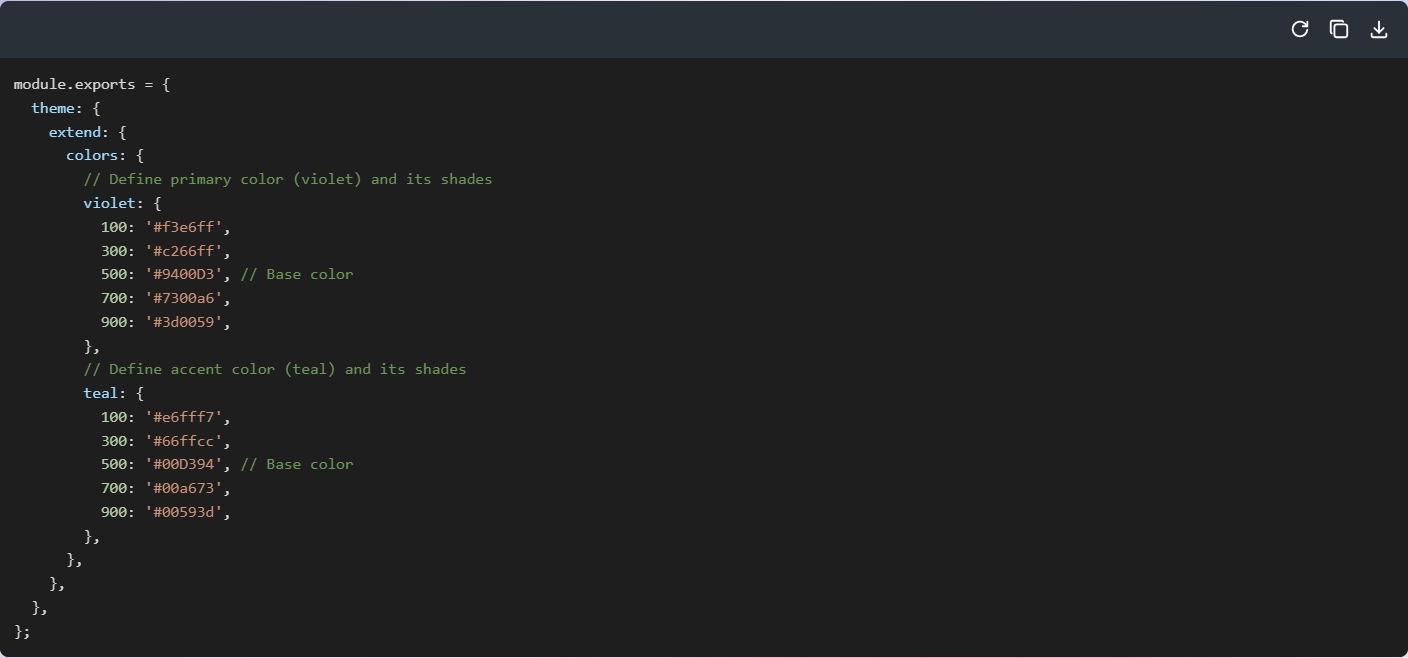 module.exports = {
  theme: {
    extend: {
      colors: {
        // Define primary color (violet) and its shades
        violet: {
          100: '#f3e6ff',
          300: '#c266ff',
          500: '#9400D3', // Base color
          700: '#7300a6',
          900: '#3d0059',
        },
        // Define accent color (teal) and its shades
        teal: {
          100: '#e6fff7',
          300: '#66ffcc',
          500: '#00D394', // Base color
          700: '#00a673',
          900: '#00593d',
        },
      },
    },
  },
};